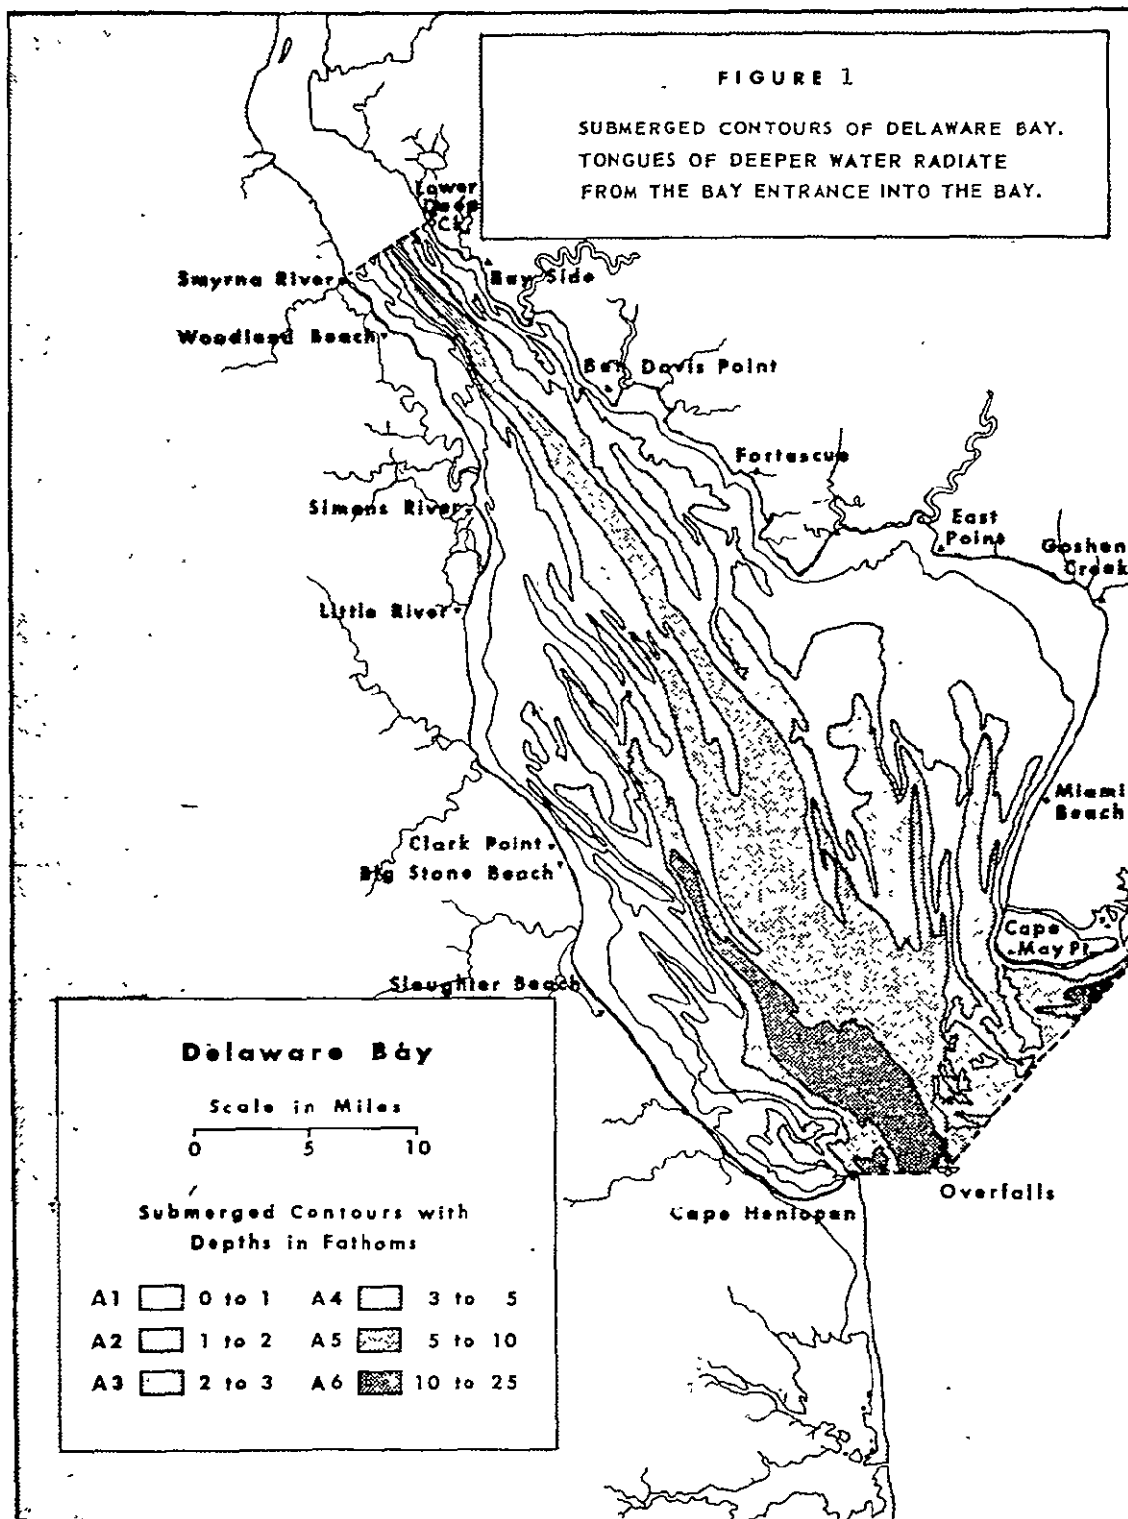 FIGURE 1
SUBMERGED CONTOURS OF DELAWARE BAY.
TONGUES OF DEEPER WATER RADIATE
FROM THE BAY ENTRANCE INTO THE BAY.
Lower
Deep
Ck.
Smyrna River
Bay Side
Woodland Beach
Ben Davis Point
Fortescue
Simons River
East
Point
Goshen
Creek
Little River
Miami
Beach
Clark Point
Big Stone Beach
Cape
May Pt.
Slaughter Beach
Overfalls
Cape Henlopen
Delaware Bay
Scale in Miles
0 5 10
Submerged Contours with
Depths in Fathoms
A1 0 to 1 A4 3 to 5
A2 1 to 2 A5 5 to 10
A3 2 to 3 A6 10 to 25